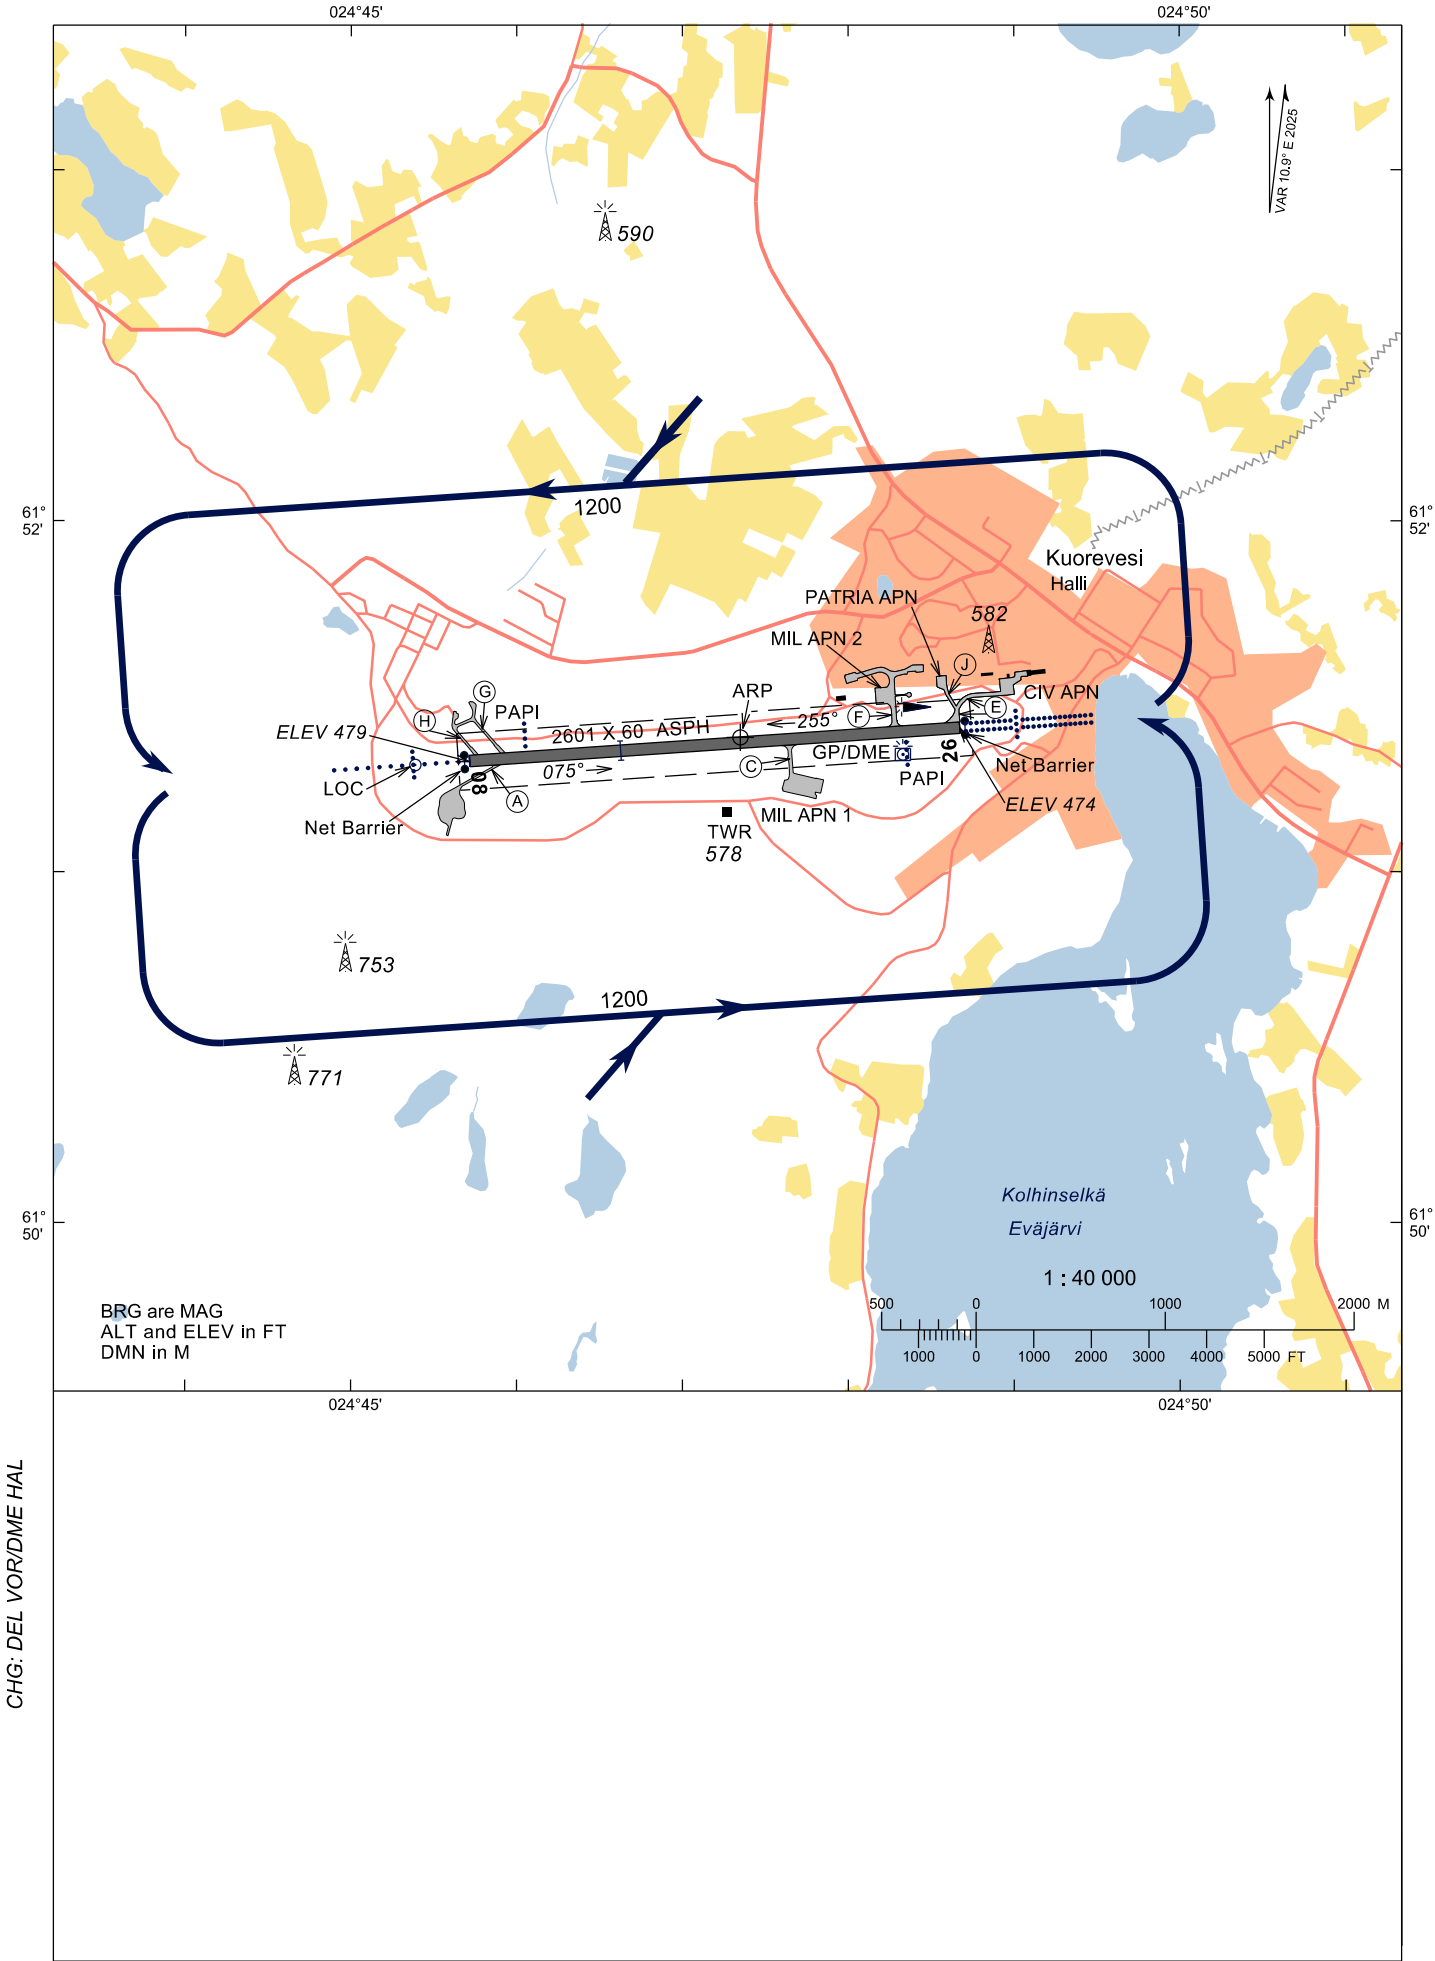 024°45'
024°50'
VAR 10.9° E 2025
590
1200
61°
52'
61°
52'
Kuorevesi
Halli
PATRIA APN
582
MIL APN 2
J
ARP
CIV APN
G
PAPI
H
E
F
ELEV 479
2601 X 60 ASPH
255°
GP/DME
26
075°
C
Net Barrier
LOC
08
A
PAPI
ELEV 474
Net Barrier
MIL APN 1
TWR
578
753
1200
771
Kolhinselkä
61°
50'
61°
50'
Eväjärvi
1 : 40 000
500 0 1000 2000 M
1000 0 1000 2000 3000 4000 5000 FT
BRG are MAG
ALT and ELEV in FT
DMN in M
024°45'
024°50'
CHG: DEL VOR/DME HAL